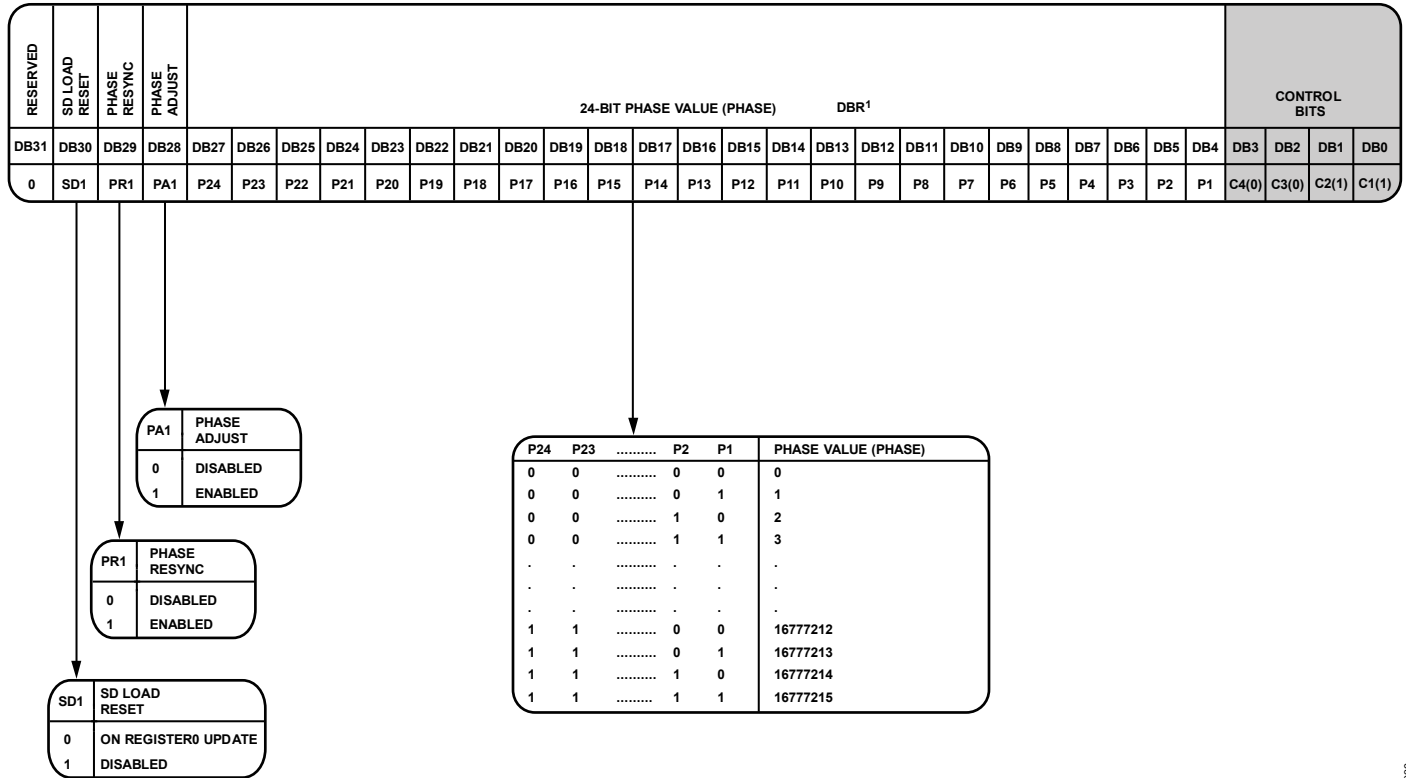 RESERVED
SD LOAD
RESET
PHASE
RESYNC
PHASE
ADJUST
24-BIT PHASE VALUE (PHASE) DBR1
CONTROL
BITS
DB31 DB30 DB29 DB28 DB27 DB26 DB25 DB24 DB23 DB22 DB21 DB20 DB19 DB18 DB17 DB16 DB15 DB14 DB13 DB12 DB11 DB10 DB9 DB8 DB7 DB6 DB5 DB4 DB3 DB2 DB1 DB0
0 SD1 PR1 PA1 P24 P23 P22 P21 P20 P19 P18 P17 P16 P15 P14 P13 P12 P11 P10 P9 P8 P7 P6 P5 P4 P3 P2 P1 C4(0) C3(0) C2(1) C1(1)
PA1 PHASE
ADJUST
0 DISABLED
1 ENABLED
PR1 PHASE
RESYNC
0 DISABLED
1 ENABLED
SD1 SD LOAD
RESET
0 ON REGISTER0 UPDATE
1 DISABLED
P24 P23 .......... P2 P1 PHASE VALUE (PHASE)
0 0 .......... 0 0 0
0 0 .......... 0 1 1
0 0 .......... 1 0 2
0 0 .......... 1 1 3
. . .......... . . .
. . .......... . . .
. . .......... . . .
1 1 .......... 0 0 16777212
1 1 .......... 0 1 16777213
1 1 .......... 1 0 16777214
1 1 ......... 1 1 16777215